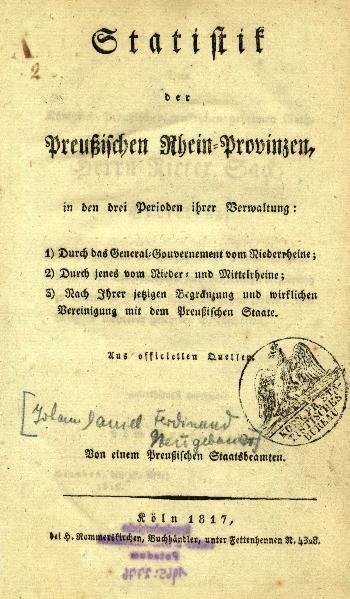 2
Statistik
der
Preußischen Rhein-Provinzen,
in den drei Perioden ihrer Verwaltung:
1) Durch das General-Gouvernement vom Niederrheine;
2) Durch jenes vom Nieder- und Mittelrheine;
3) Nach Ihrer jetzigen Begränzung und wirklichen
Vereinigung mit dem Preußischen Staate.
Aus officiellen Quellen.
[Johann Daniel Ferdinand
Neugebauer]
Von einem Preußischen Staatsbeamten.
Köln 1817,
bei H. Rommerskirchen, Buchhändler, unter Fettenhennen N.
Potsdam